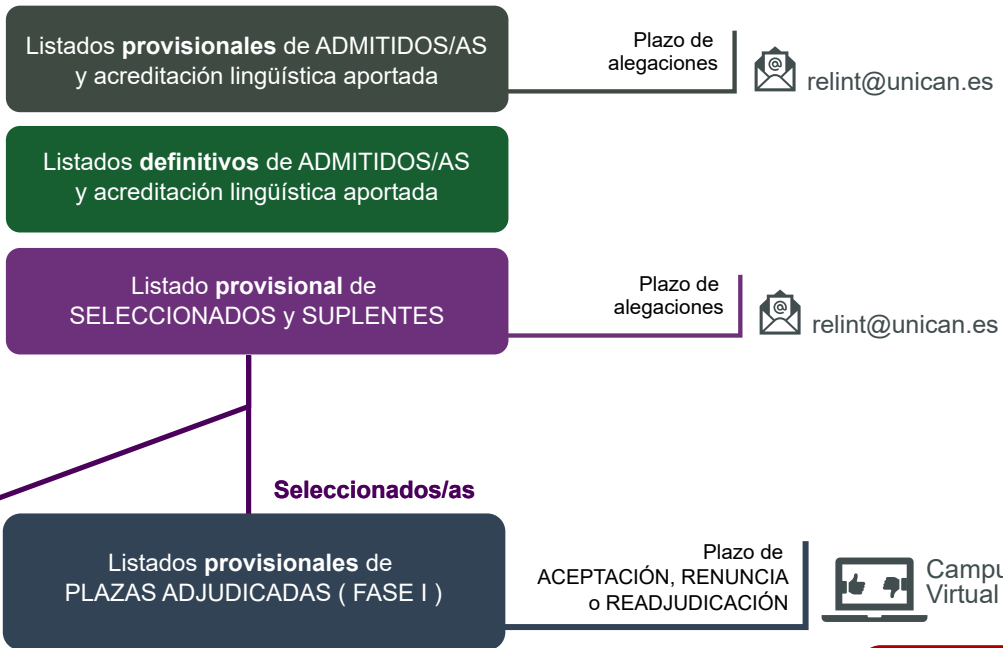 Listados provisionales de ADMITIDOS/AS
y acreditación lingüística aportada
Plazo de
alegaciones
relint@unican.es
Listados definitivos de ADMITIDOS/AS
y acreditación lingüística aportada
Listado provisional de
SELECCIONADOS y SUPLENTES
Plazo de
alegaciones
relint@unican.es
Seleccionados/as
Listados provisionales de
PLAZAS ADJUDICADAS ( FASE I )
Plazo de
ACEPTACIÓN, RENUNCIA
o READJUDICACIÓN
Campu
Virtual